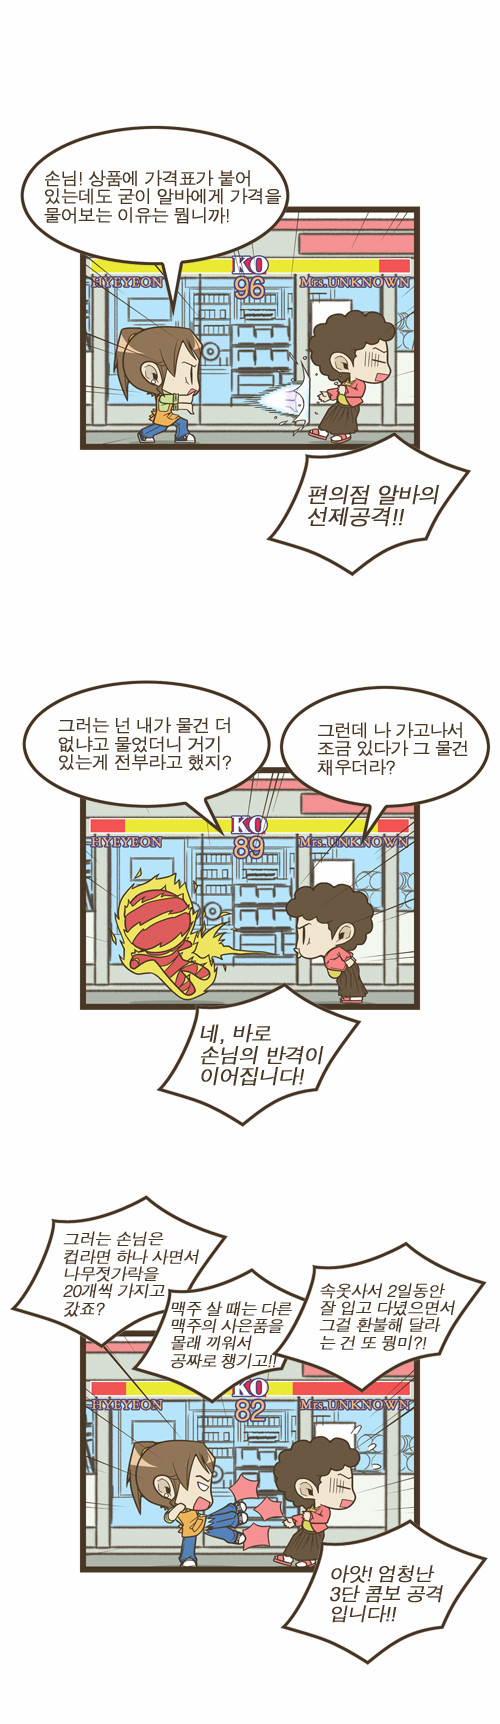 손님! 상품에 가격표가 붙어
있는데도 굳이 알바에게 가격을
물어보는 이유는 뭡니까!
KO
HYEYEON
96
Mrs.UNKNOWN
편의점 알바의
선제공격!!
그러는 넌 내가 물건 더
없냐고 물었더니 거기
있는게 전부라고 했지?
그런데 나 가고나서
조금 있다가 그 물건
채우더라?
KO
HYEYEON
89
Mrs.UNKNOWN
네, 바로
손님의 반격이
이어집니다!
그러는 손님은
컵라면 하나 사면서
나무젓가락을
20개씩 가지고
갔죠?
맥주 살 때는 다른
맥주의 사은품을
몰래 끼워서
공짜로 챙기고!!
속옷사서 2일동안
잘 입고 다녔으면서
그걸 환불해 달라
는 건 또 뭥미?!
KO
HYEYEON
82
Mrs.UNKNOWN
아앗! 엄청난
3단 콤보 공격
입니다!!